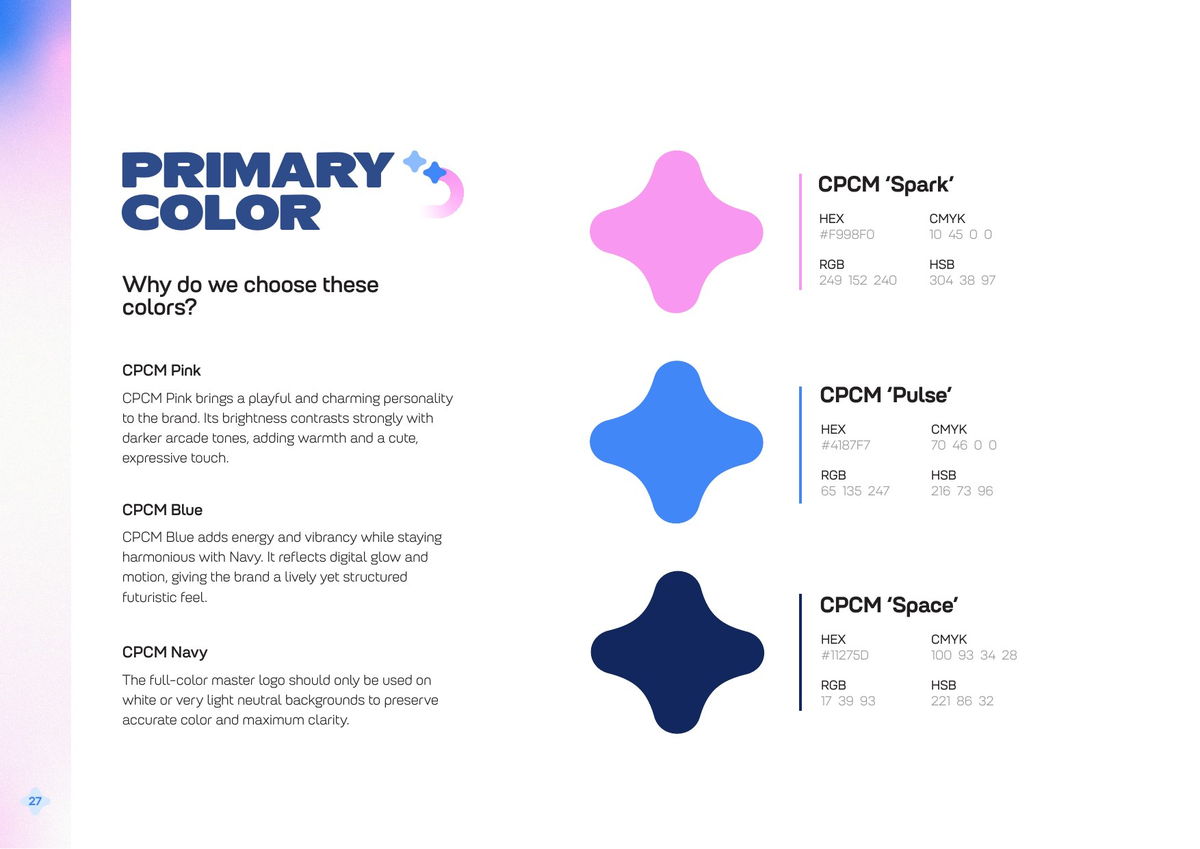 PRIMARY
COLOR
Why do we choose these
colors?
CPCM Pink
CPCM Pink brings a playful and charming personality
to the brand. Its brightness contrasts strongly with
darker arcade tones, adding warmth and a cute,
expressive touch.
CPCM Blue
CPCM Blue adds energy and vibrancy while staying
harmonious with Navy. It reflects digital glow and
motion, giving the brand a lively yet structured
futuristic feel.
CPCM Navy
The full-color master logo should only be used on
white or very light neutral backgrounds to preserve
accurate color and maximum clarity.
27
CPCM ‘Spark’
HEX
#F998F0
CMYK
10 45 0 0
RGB
249 152 240
HSB
304 38 97
CPCM ‘Pulse’
HEX
#4187F7
CMYK
70 46 0 0
RGB
65 135 247
HSB
216 73 96
CPCM ‘Space’
HEX
#11275D
CMYK
100 93 34 28
RGB
17 39 93
HSB
221 86 32